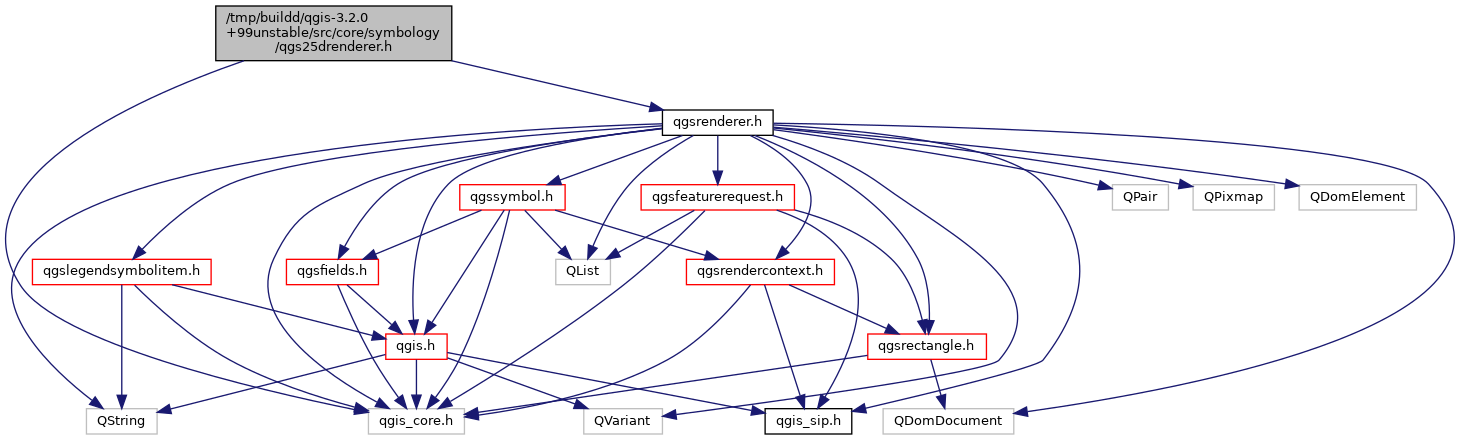 /tmp/buildd/qgis-3.2.0
+99unstable/src/core/symbology
/qgs25drenderer.h
qgsrenderer.h
qgssymbol.h
qgsfeaturerequest.h
QPair
QPixmap
QDomElement
qgslegendsymbolitem.h
qgsfields.h
QList
qgsrendercontext.h
qgis.h
qgsrectangle.h
QString
qgis_core.h
QVariant
qgis_sip.h
QDomDocument